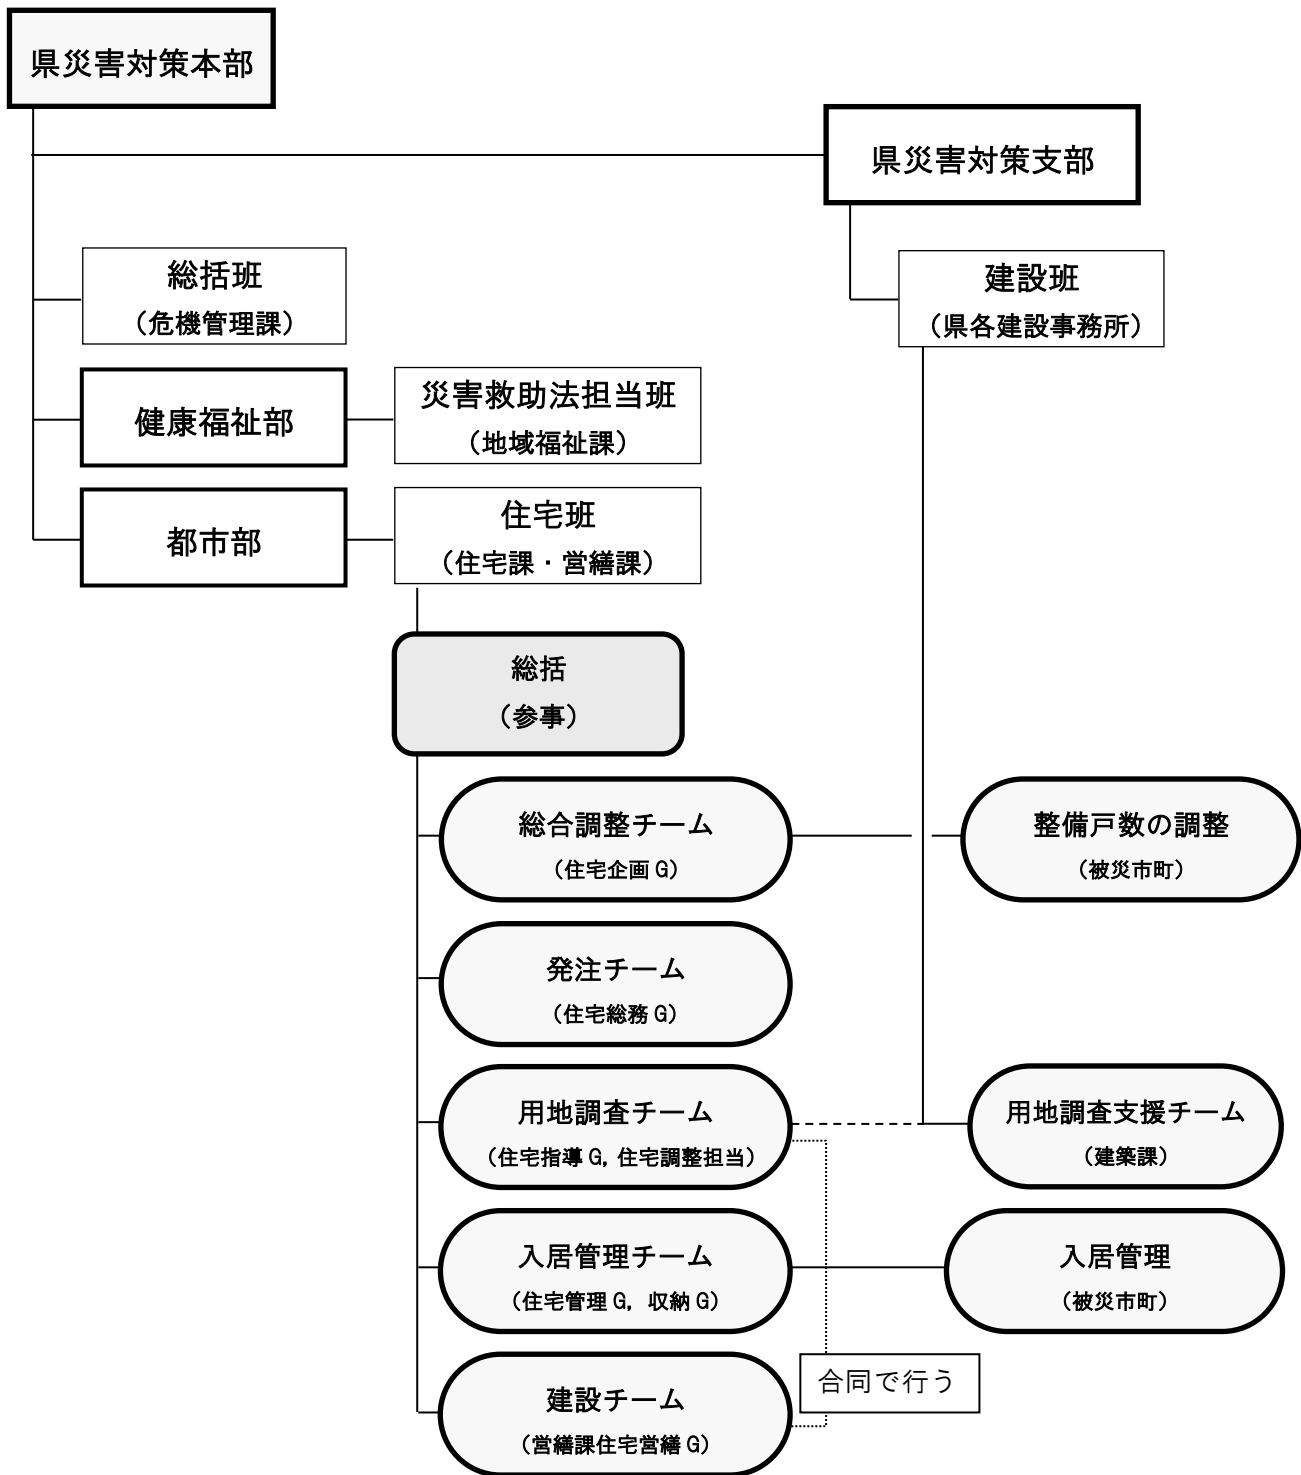 県災害対策本部
県災害対策支部
総括班
（危機管理課）
建設班
（県各建設事務所）
健康福祉部
災害救助法担当班
（地域福祉課）
都市部
住宅班
（住宅課・営繕課）
総括
（参事）
総合調整チーム
（住宅企画 G）
整備戸数の調整
（被災市町）
発注チーム
（住宅総務 G）
用地調査チーム
（住宅指導 G, 住宅調整担当）
用地調査支援チーム
（建築課）
入居管理チーム
（住宅管理 G, 収納 G）
入居管理
（被災市町）
合同で行う
建設チーム
（営繕課住宅営繕 G）